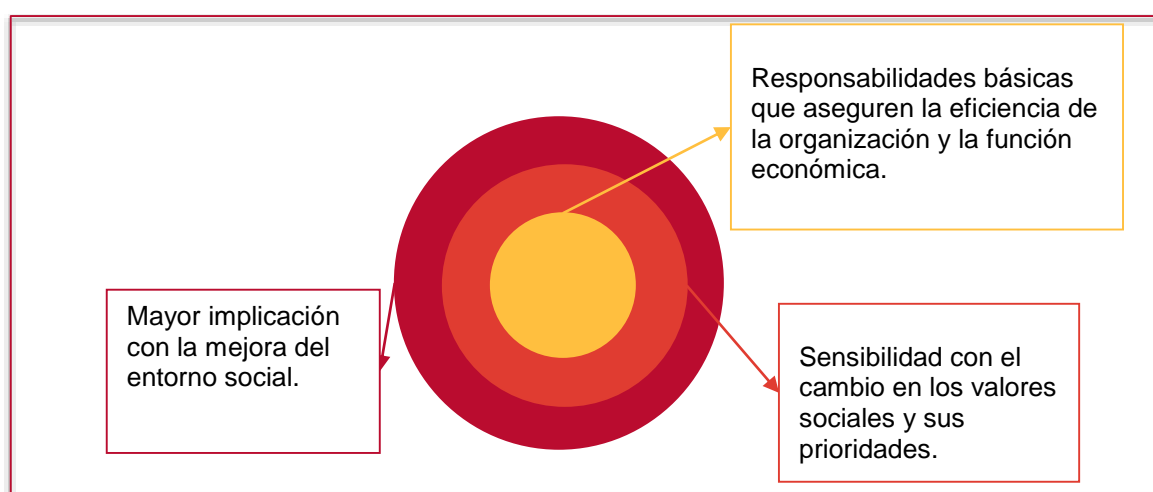 Responsabilidades básicas
que aseguren la eficiencia de
la organización y la función
económica.
Mayor implicación
con la mejora del
entorno social.
Sensibilidad con el
cambio en los valores
sociales y sus
prioridades.